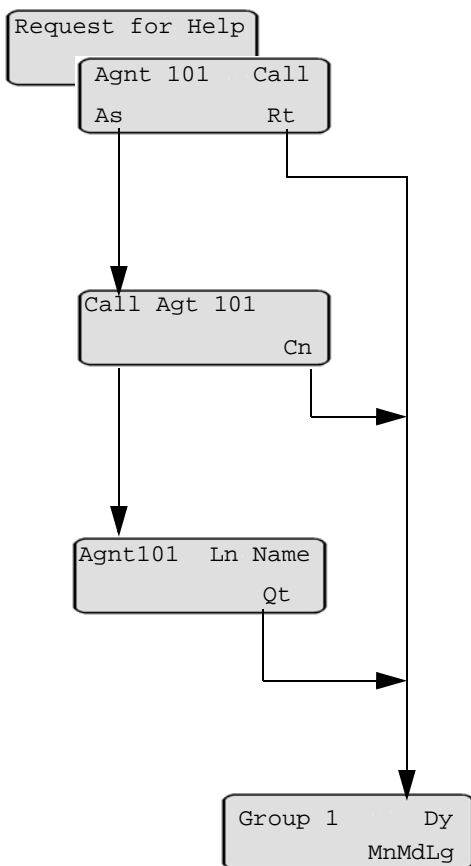 Request for Help
Agnt 101 Call
As Rt
Call Agt 101
Cn
Agnt101 Ln Name
Qt
Group 1 Dy
MnMdLg